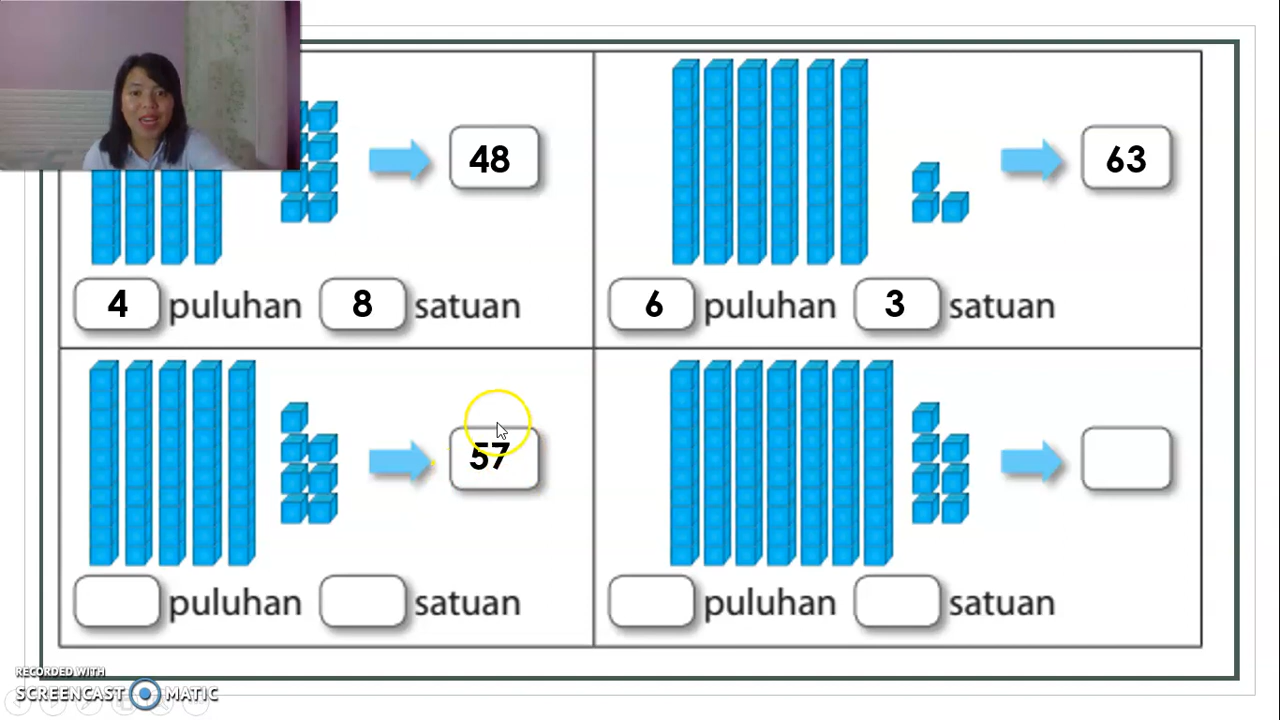 48
4 puluhan 8 satuan
63
6 puluhan 3 satuan
57
puluhan satuan
puluhan satuan
RECORDED WITH
SCREENCAST MATIC